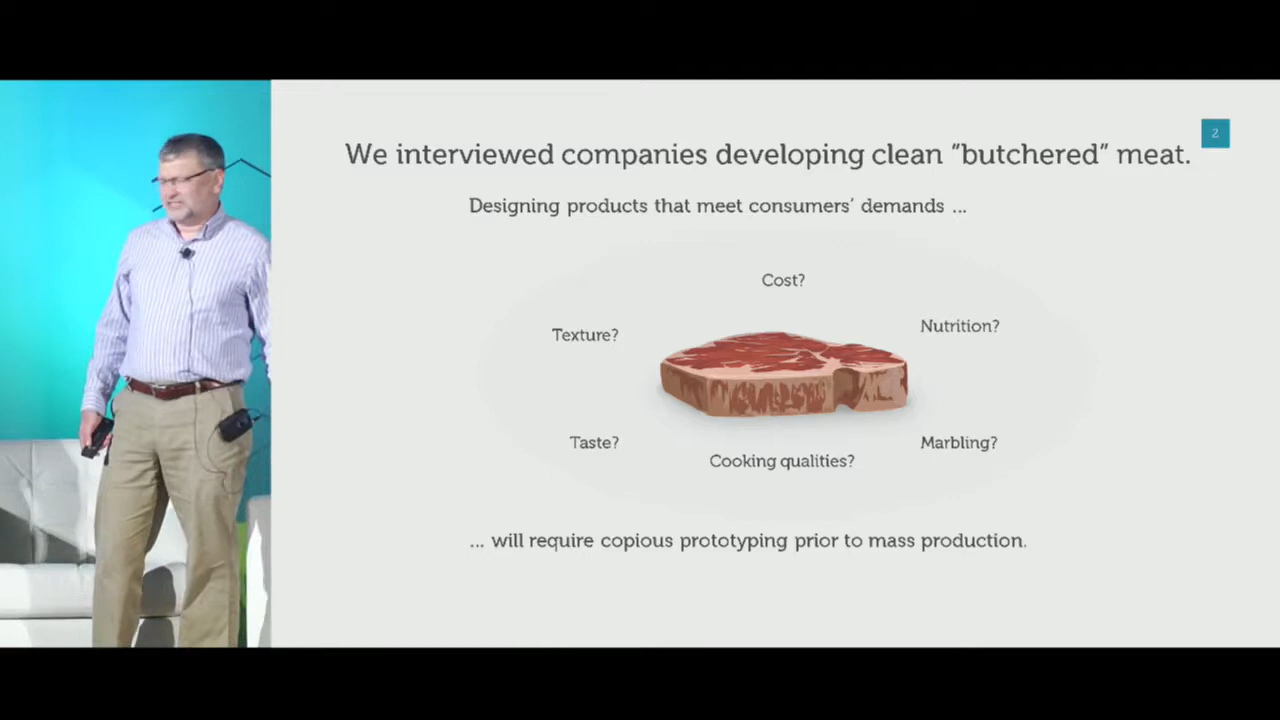 2
We interviewed companies developing clean “butchered” meat.
Designing products that meet consumers’ demands ...
Cost?
Texture?
Nutrition?
Taste?
Marbling?
Cooking qualities?
... will require copious prototyping prior to mass production.